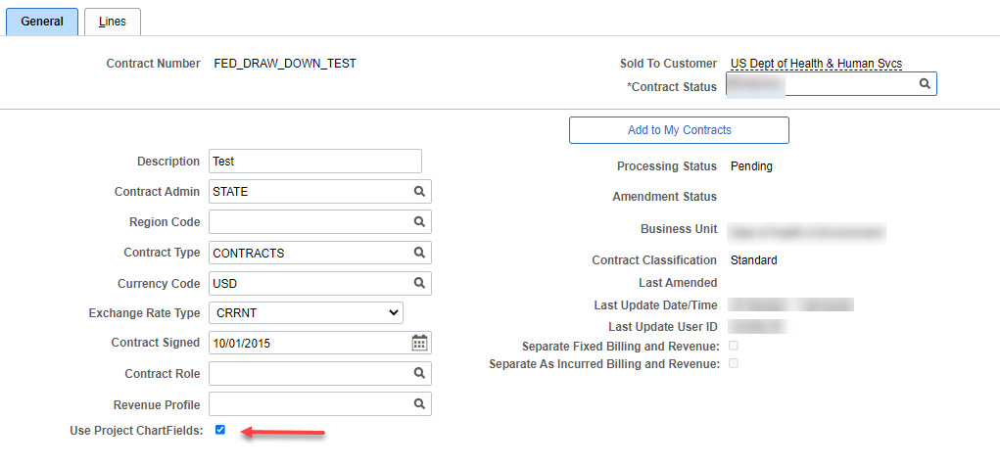 General
Lines
Contract Number FED_DRAW_DOWN_TEST
Sold To Customer US Dept of Health & Human Svcs
*Contract Status
Add to My Contracts
Description Test
Processing Status Pending
Contract Admin STATE
Amendment Status
Region Code
Business Unit
Contract Type CONTRACTS
Contract Classification Standard
Currency Code USD
Last Amended
Exchange Rate Type CRRNT
Last Update Date/Time
Last Update User ID
Contract Signed 10/01/2015
Separate Fixed Billing and Revenue:
Separate As Incurred Billing and Revenue:
Contract Role
Revenue Profile
Use Project ChartFields: